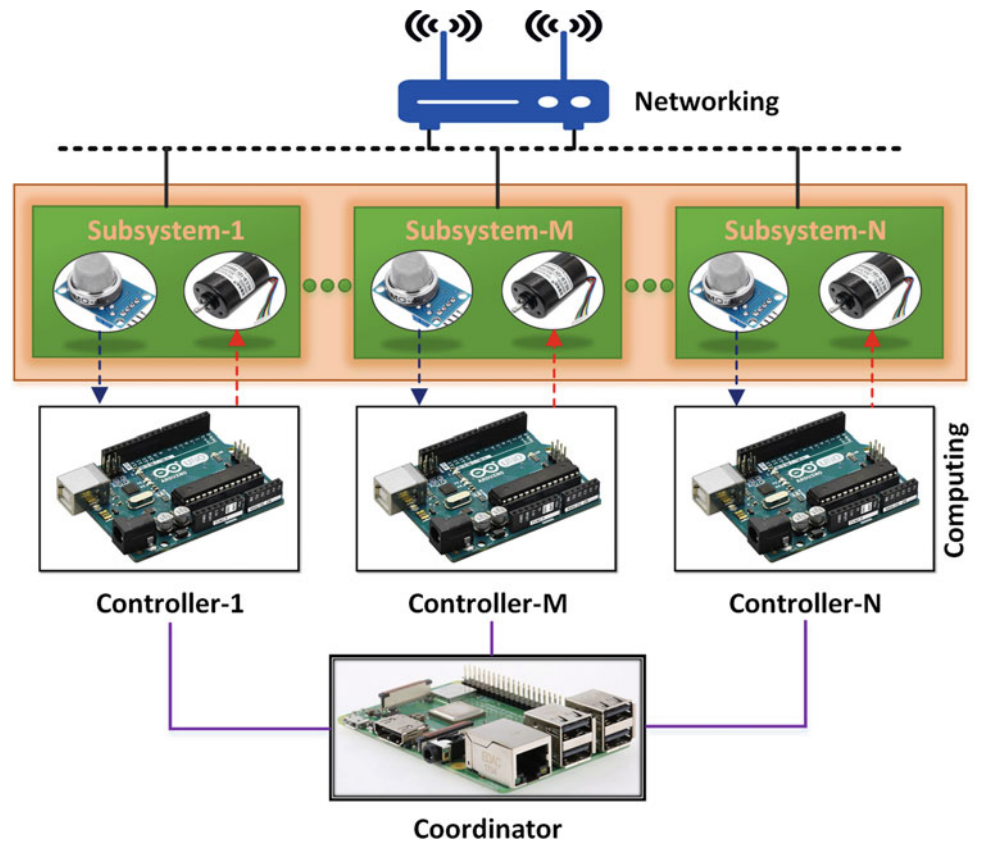 Networking
Subsystem-1
Subsystem-M
Subsystem-N
Computing
Controller-1
Controller-M
Controller-N
Coordinator